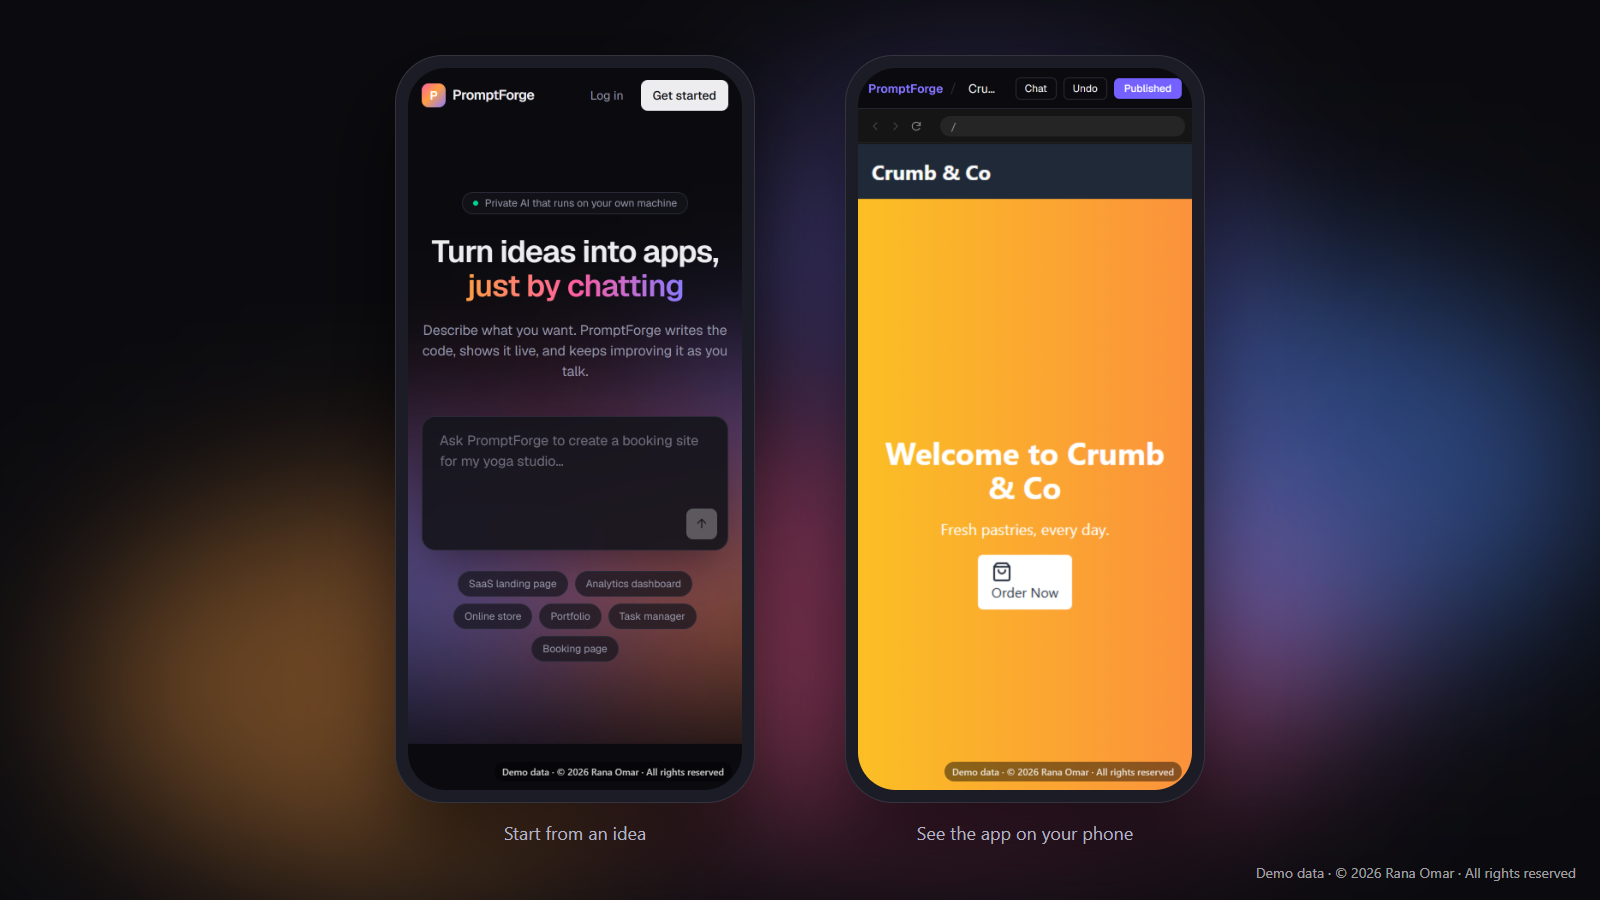 P PromptForge Log in Get started
Private AI that runs on your own machine
Turn ideas into apps,
just by chatting
Describe what you want. PromptForge writes the
code, shows it live, and keeps improving it as you
talk.
Ask PromptForge to create a booking site
for my yoga studio...
SaaS landing page Analytics dashboard
Online store Portfolio Task manager
Booking page
Demo data · © 2026 Rana Omar · All rights reserved
Start from an idea
PromptForge / Cru... Chat Undo Published
/
Crumb & Co
Welcome to Crumb
& Co
Fresh pastries, every day.
Order Now
Demo data · © 2026 Rana Omar · All rights reserved
See the app on your phone
Demo data · © 2026 Rana Omar · All rights reserved